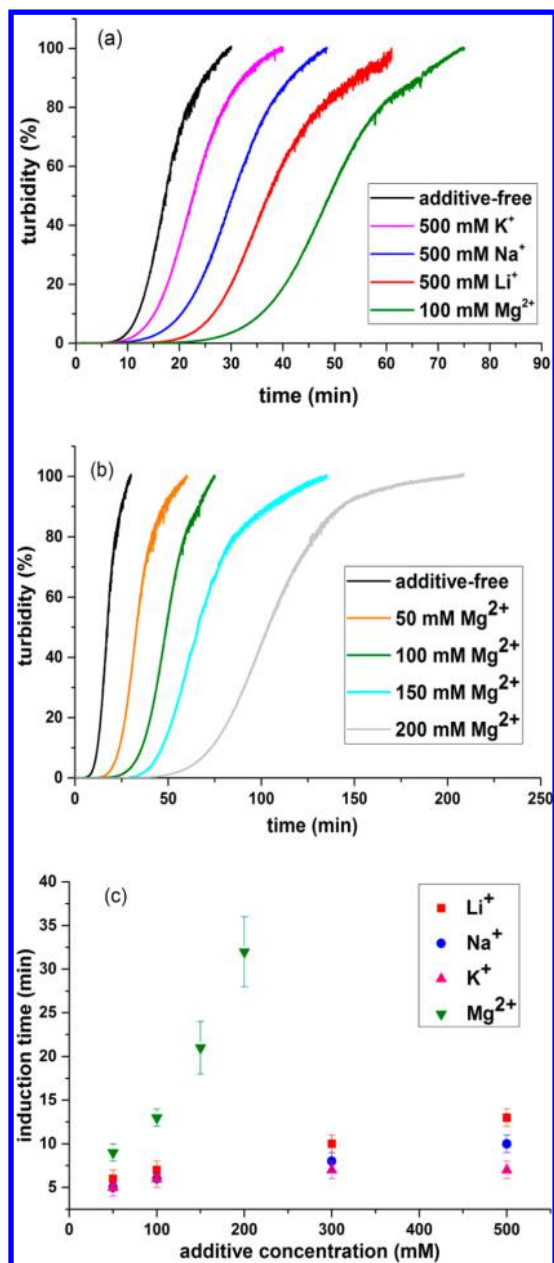 (a)
100
80
60
40
20
0
turbidity (%)
additive-free
500 mM K⁺
500 mM Na⁺
500 mM Li⁺
100 mM Mg²⁺
0 10 20 30 40 50 60 70 80 90
time (min)
(b)
100
80
60
40
20
0
turbidity (%)
additive-free
50 mM Mg²⁺
100 mM Mg²⁺
150 mM Mg²⁺
200 mM Mg²⁺
0 50 100 150 200 250
time (min)
(c)
40
35
30
25
20
15
10
5
induction time (min)
Li⁺
Na⁺
K⁺
Mg²⁺
0 100 200 300 400 500
additive concentration (mM)